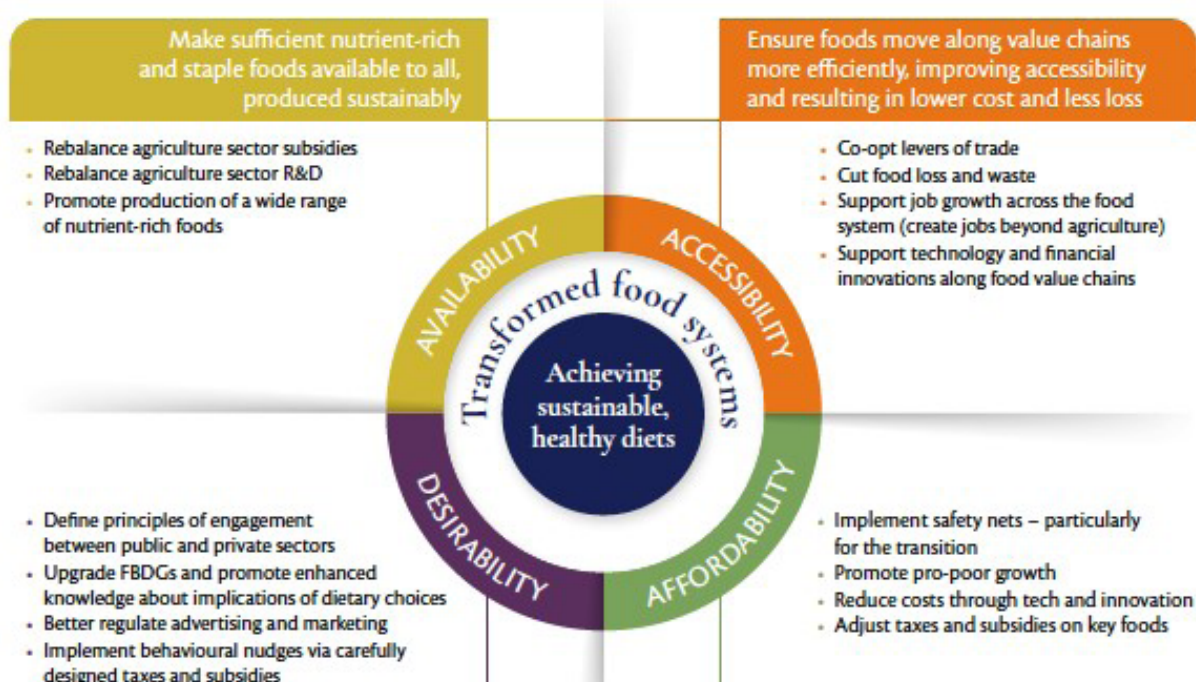 Make sufficient nutrient-rich
and staple foods available to all,
produced sustainably
• Rebalance agriculture sector subsidies
• Rebalance agriculture sector R&D
• Promote production of a wide range
of nutrient-rich foods
Ensure foods move along value chains
more efficiently, improving accessibility
and resulting in lower cost and less loss
• Co-opt levers of trade
• Cut food loss and waste
• Support job growth across the food
system (create jobs beyond agriculture)
• Support technology and financial
innovations along food value chains
AVAILABILITY
ACCESSIBILITY
Transformed food systems
Achieving
sustainable,
healthy diets
DESIRABILITY
AFFORDABILITY
• Define principles of engagement
between public and private sectors
• Upgrade FBDGs and promote enhanced
knowledge about implications of dietary choices
• Better regulate advertising and marketing
• Implement behavioural nudges via carefully
designed taxes and subsidies
• Implement safety nets – particularly
for the transition
• Promote pro-poor growth
• Reduce costs through tech and innovation
• Adjust taxes and subsidies on key foods